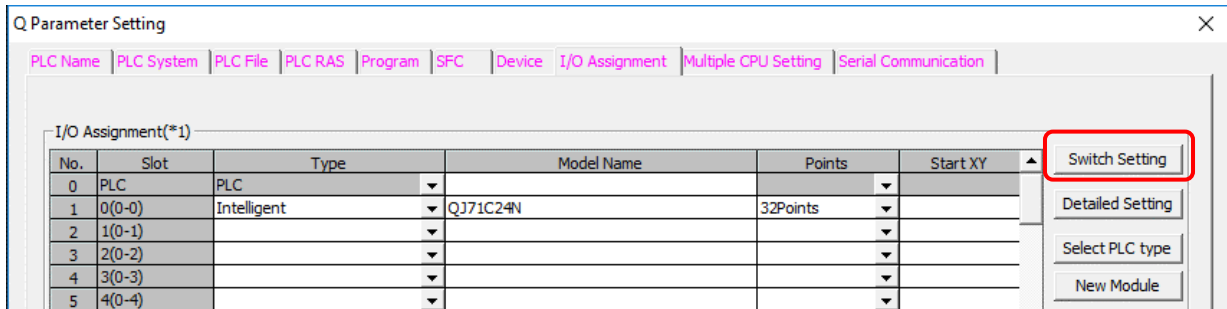 Q Parameter Setting
PLC Name PLC System PLC File PLC RAS Program SFC Device I/O Assignment Multiple CPU Setting Serial Communication
I/O Assignment(*1)
No. Slot Type Model Name Points Start XY
0 PLC PLC
1 0(0-0) Intelligent QJ71C24N 32Points
2 1(0-1)
3 2(0-2)
4 3(0-3)
5 4(0-4)
Switch Setting
Detailed Setting
Select PLC type
New Module